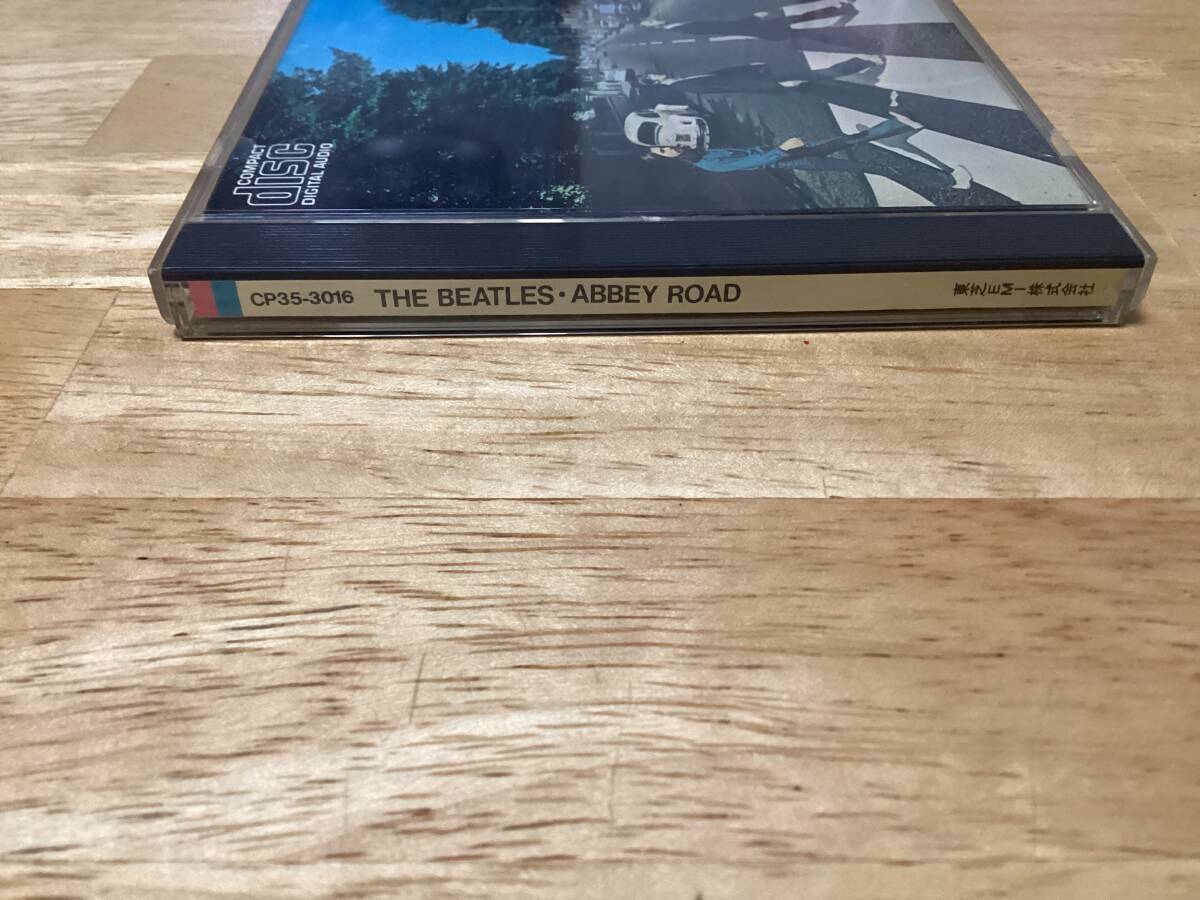 COMPACT
disc
DIGITAL AUDIO
CP35-3016 THE BEATLES・ABBEY ROAD 東芝EMI株式会社